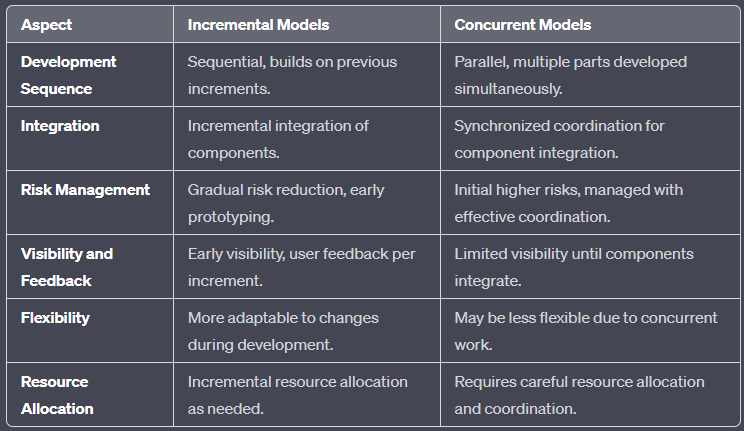 Aspect Incremental Models Concurrent Models
Development Sequence Sequential, builds on previous increments. Parallel, multiple parts developed simultaneously.
Integration Incremental integration of components. Synchronized coordination for component integration.
Risk Management Gradual risk reduction, early prototyping. Initial higher risks, managed with effective coordination.
Visibility and Feedback Early visibility, user feedback per increment. Limited visibility until components integrate.
Flexibility More adaptable to changes during development. May be less flexible due to concurrent work.
Resource Allocation Incremental resource allocation as needed. Requires careful resource allocation and coordination.